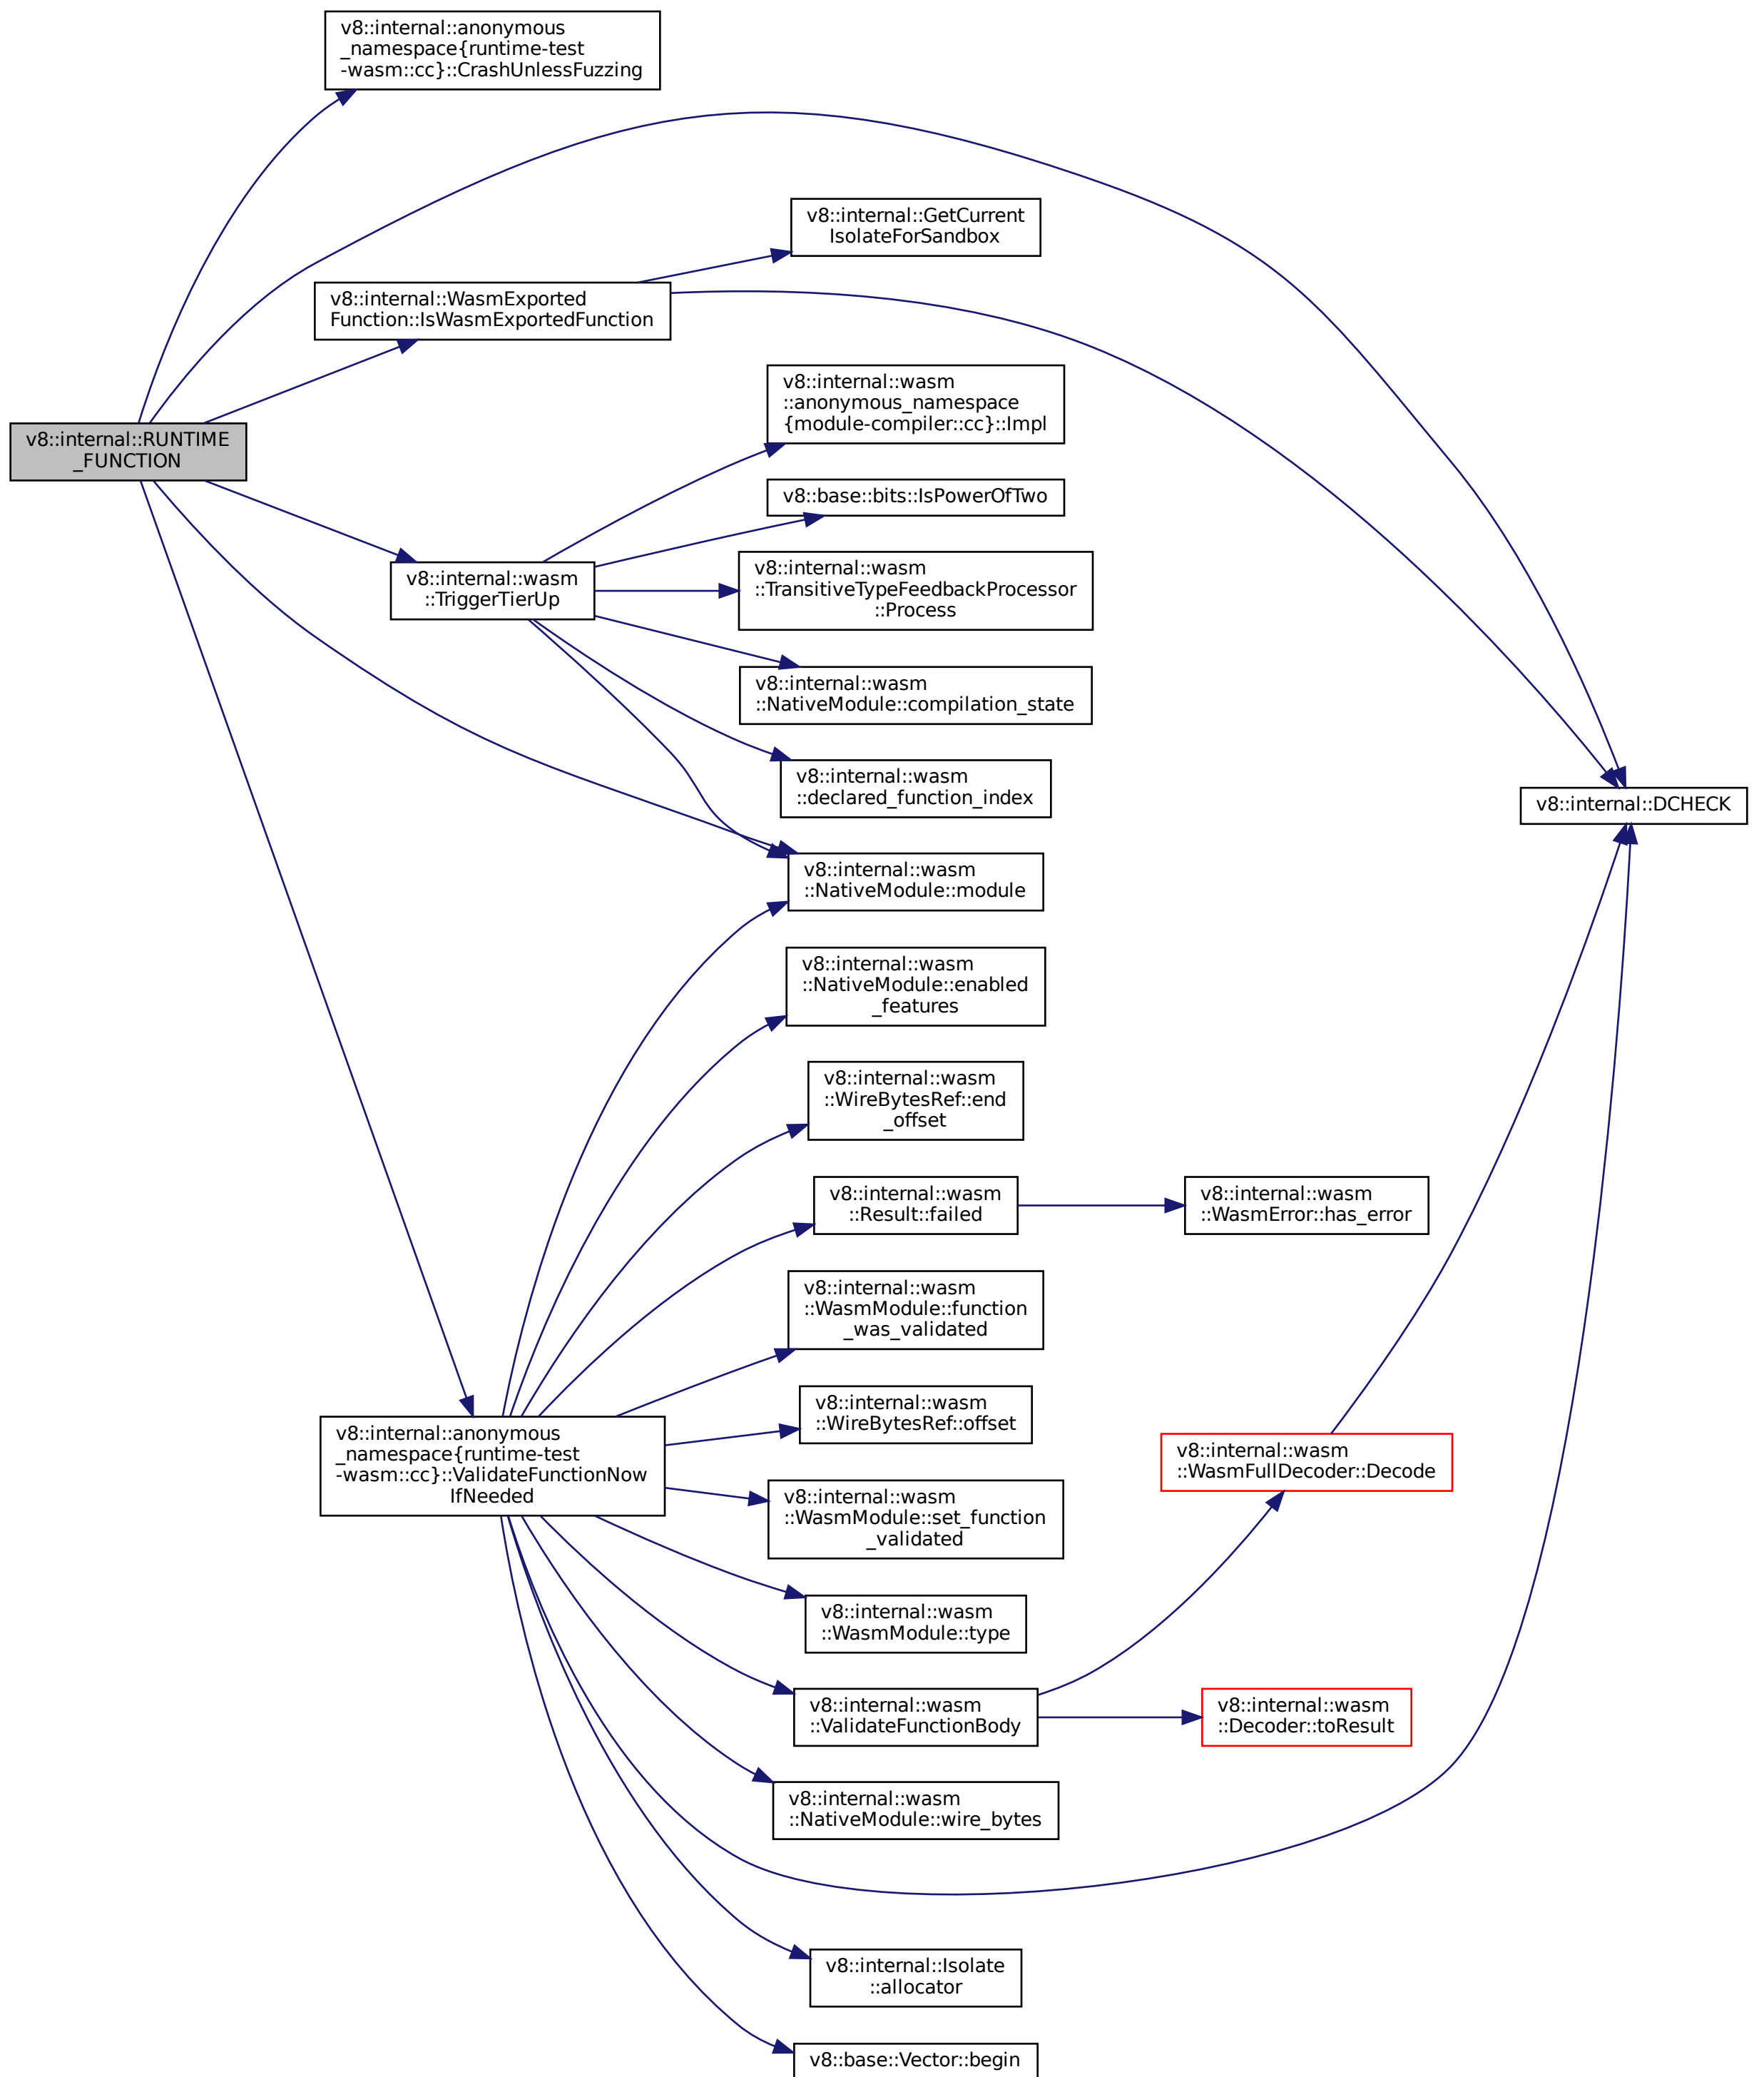 v8::internal::anonymous
_namespace{runtime-test
-wasm::cc}::CrashUnlessFuzzing
v8::internal::GetCurrent
IsolateForSandbox
v8::internal::WasmExported
Function::IsWasmExportedFunction
v8::internal::wasm
::anonymous_namespace
{module-compiler::cc}::Impl
v8::internal::RUNTIME
_FUNCTION
v8::base::bits::IsPowerOfTwo
v8::internal::wasm
::TriggerTierUp
v8::internal::wasm
::TransitiveTypeFeedbackProcessor
::Process
v8::internal::wasm
::NativeModule::compilation_state
v8::internal::wasm
::declared_function_index
v8::internal::DCHECK
v8::internal::wasm
::NativeModule::module
v8::internal::wasm
::NativeModule::enabled
_features
v8::internal::wasm
::WireBytesRef::end
_offset
v8::internal::wasm
::Result::failed
v8::internal::wasm
::WasmError::has_error
v8::internal::wasm
::WasmModule::function
_was_validated
v8::internal::wasm
::WireBytesRef::offset
v8::internal::anonymous
_namespace{runtime-test
-wasm::cc}::ValidateFunctionNow
IfNeeded
v8::internal::wasm
::WasmFullDecoder::Decode
v8::internal::wasm
::WasmModule::set_function
_validated
v8::internal::wasm
::WasmModule::type
v8::internal::wasm
::ValidateFunctionBody
v8::internal::wasm
::Decoder::toResult
v8::internal::wasm
::NativeModule::wire_bytes
v8::internal::Isolate
::allocator
v8::base::Vector::begin